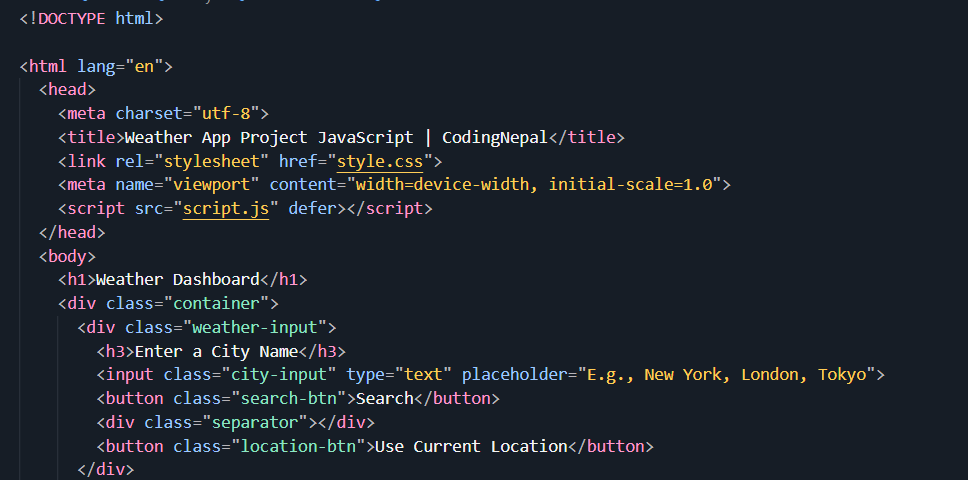 <!DOCTYPE html>
<html lang="en">
<head>
<meta charset="utf-8">
<title>Weather App Project JavaScript | CodingNepal</title>
<link rel="stylesheet" href="style.css">
<meta name="viewport" content="width=device-width, initial-scale=1.0">
<script src="script.js" defer></script>
</head>
<body>
<h1>Weather Dashboard</h1>
<div class="container">
<div class="weather-input">
<h3>Enter a City Name</h3>
<input class="city-input" type="text" placeholder="E.g., New York, London, Tokyo">
<button class="search-btn">Search</button>
<div class="separator"></div>
<button class="location-btn">Use Current Location</button>
</div>